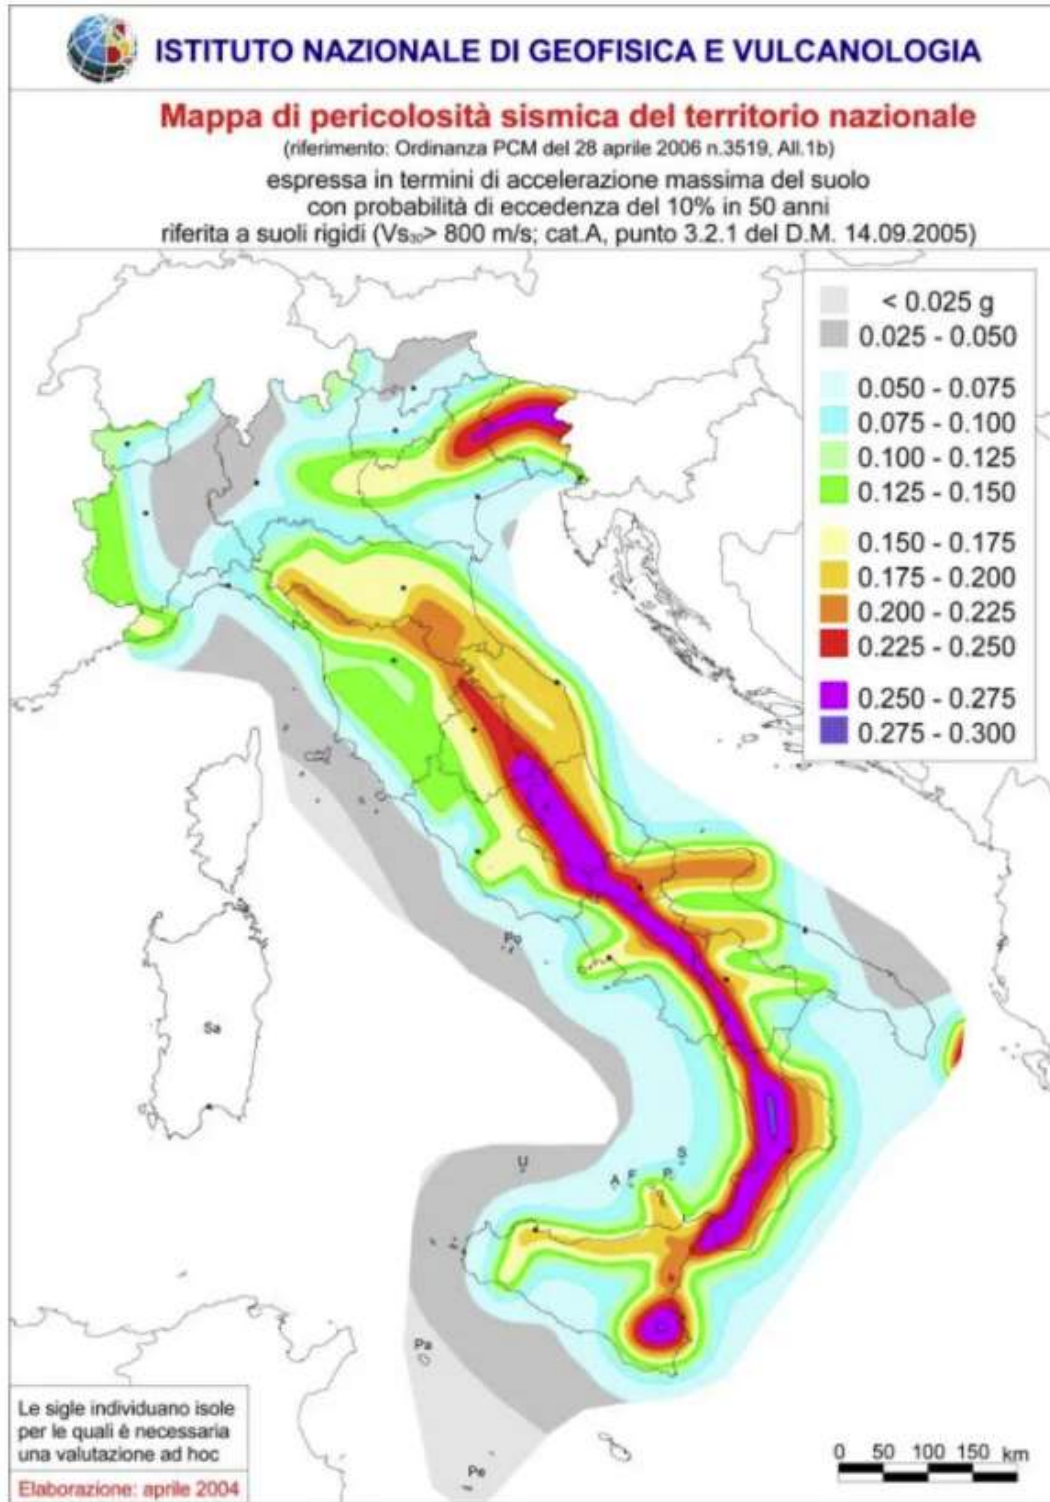 ISTITUTO NAZIONALE DI GEOFISICA E VULCANOLOGIA
Mappa di pericolosità sismica del territorio nazionale
(riferimento: Ordinanza PCM del 28 aprile 2006 n.3519, All.1b)
espressa in termini di accelerazione massima del suolo
con probabilità di eccedenza del 10% in 50 anni
riferita a suoli rigidi (Vs₃₀> 800 m/s; cat.A, punto 3.2.1 del D.M. 14.09.2005)
< 0.025 g
0.025 - 0.050
0.050 - 0.075
0.075 - 0.100
0.100 - 0.125
0.125 - 0.150
0.150 - 0.175
0.175 - 0.200
0.200 - 0.225
0.225 - 0.250
0.250 - 0.275
0.275 - 0.300
Po
Sa
S
U
A F P
Pa
Pe
Le sigle individuano isole
per le quali è necessaria
una valutazione ad hoc
Elaborazione: aprile 2004
0 50 100 150 km